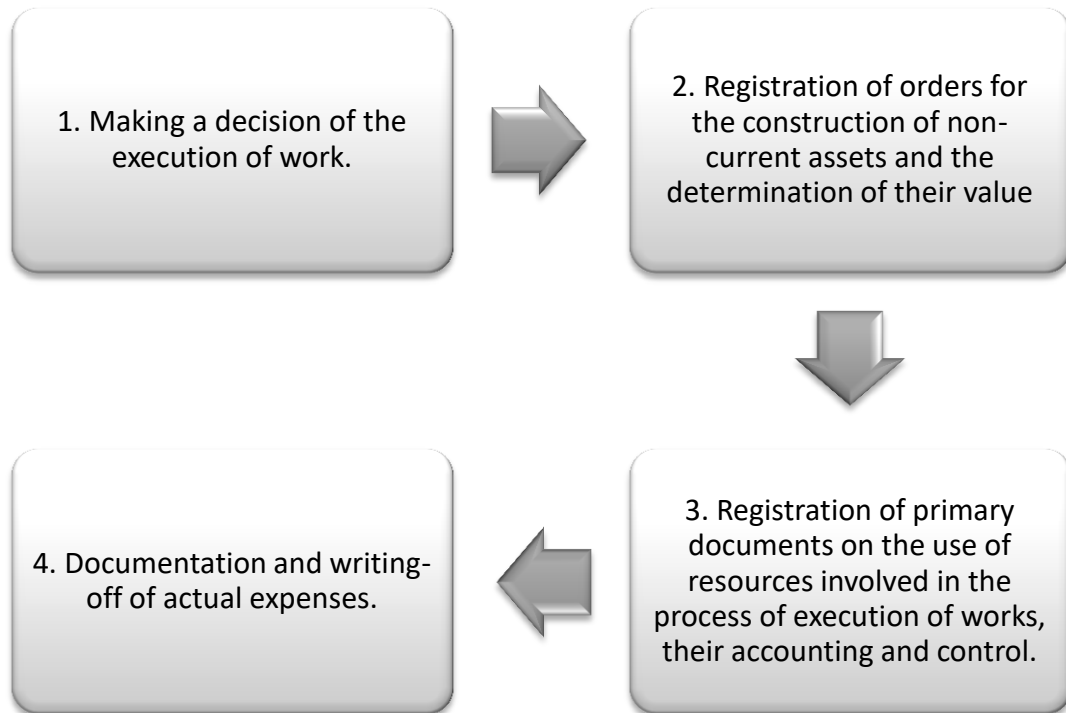 1. Making a decision of the
execution of work.
2. Registration of orders for
the construction of non-
current assets and the
determination of their value
3. Registration of primary
documents on the use of
resources involved in the
process of execution of works,
their accounting and control.
4. Documentation and writing-
off of actual expenses.